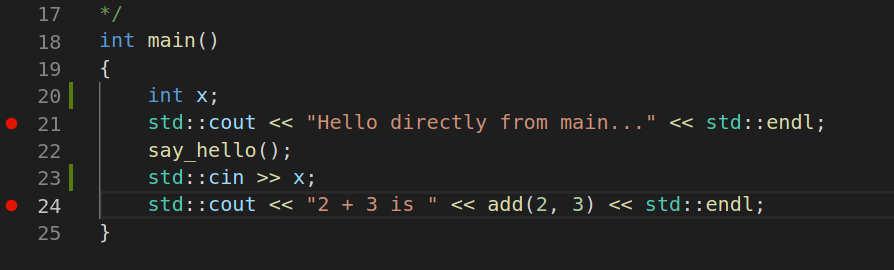 17 */
18 int main()
19 {
20 int x;
21 std::cout << "Hello directly from main..." << std::endl;
22 say_hello();
23 std::cin >> x;
24 std::cout << "2 + 3 is " << add(2, 3) << std::endl;
25 }